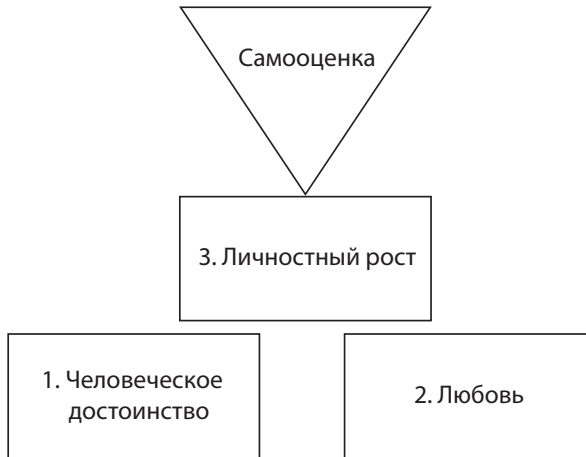 Самооценка
3. Личностный рост
1. Человеческое
достоинство
2. Любовь